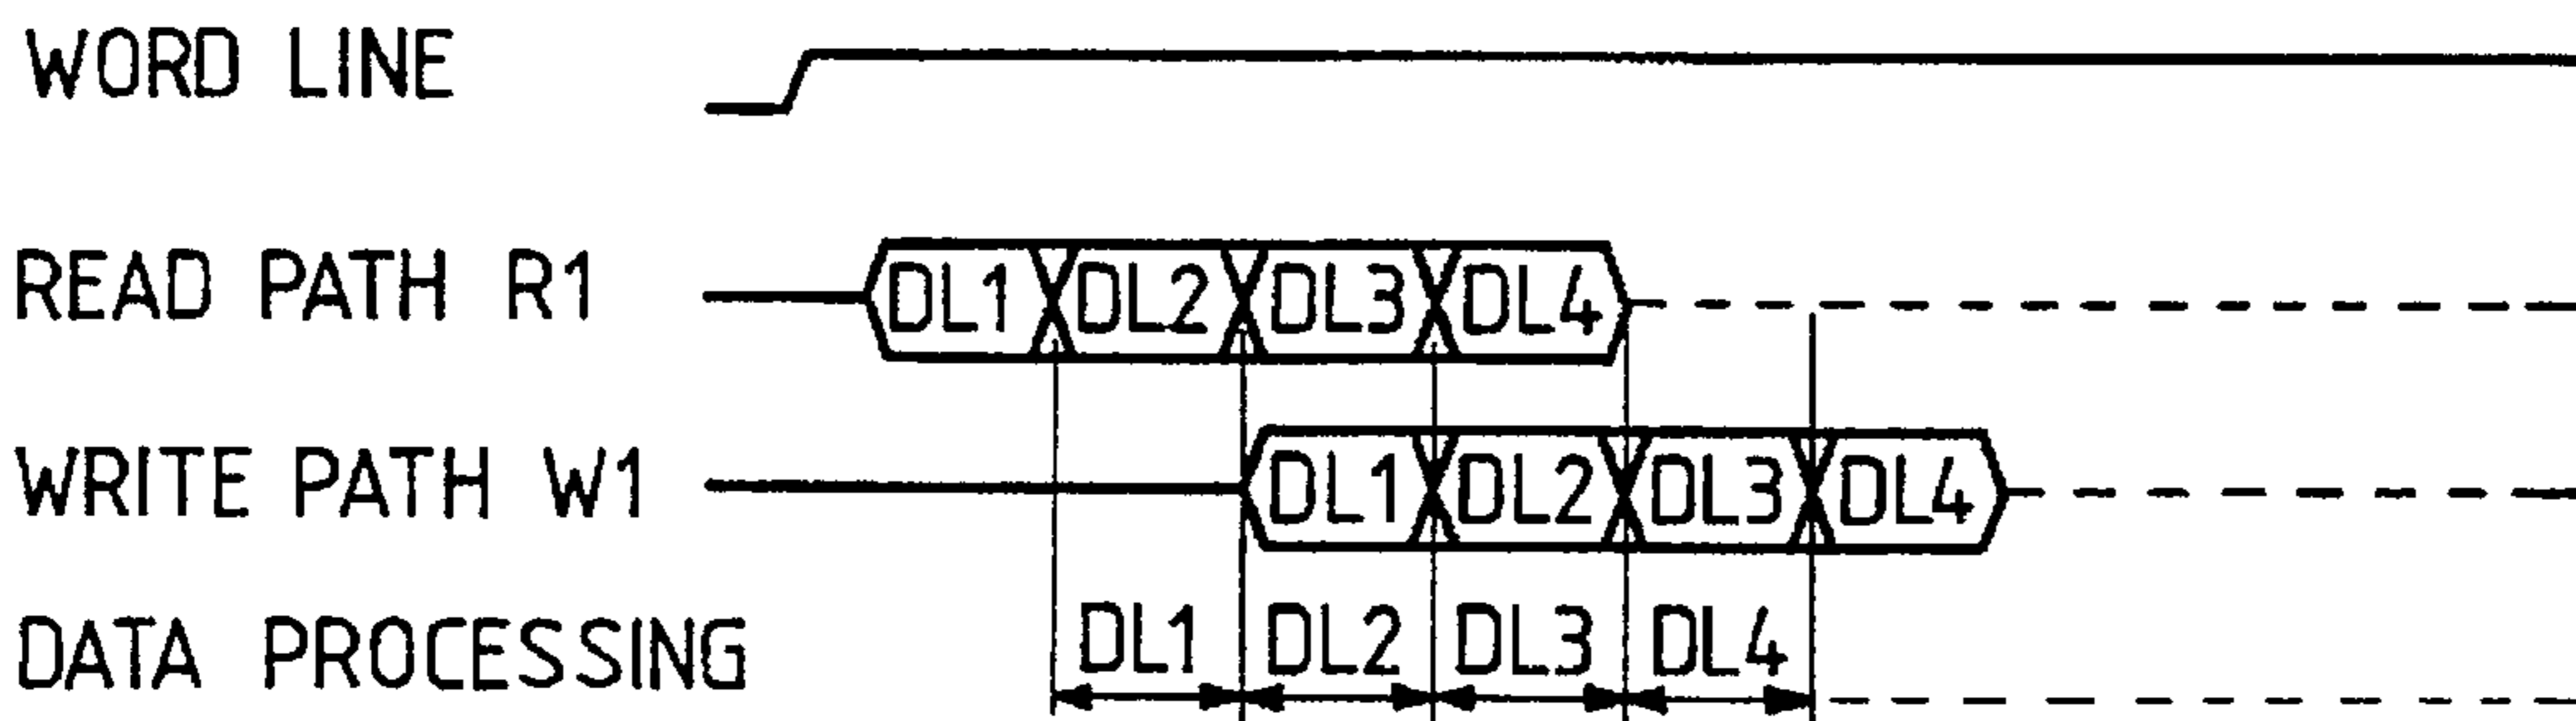 WORD LINE
READ PATH R1 DL1 DL2 DL3 DL4
WRITE PATH W1 DL1 DL2 DL3 DL4
DATA PROCESSING DL1 DL2 DL3 DL4